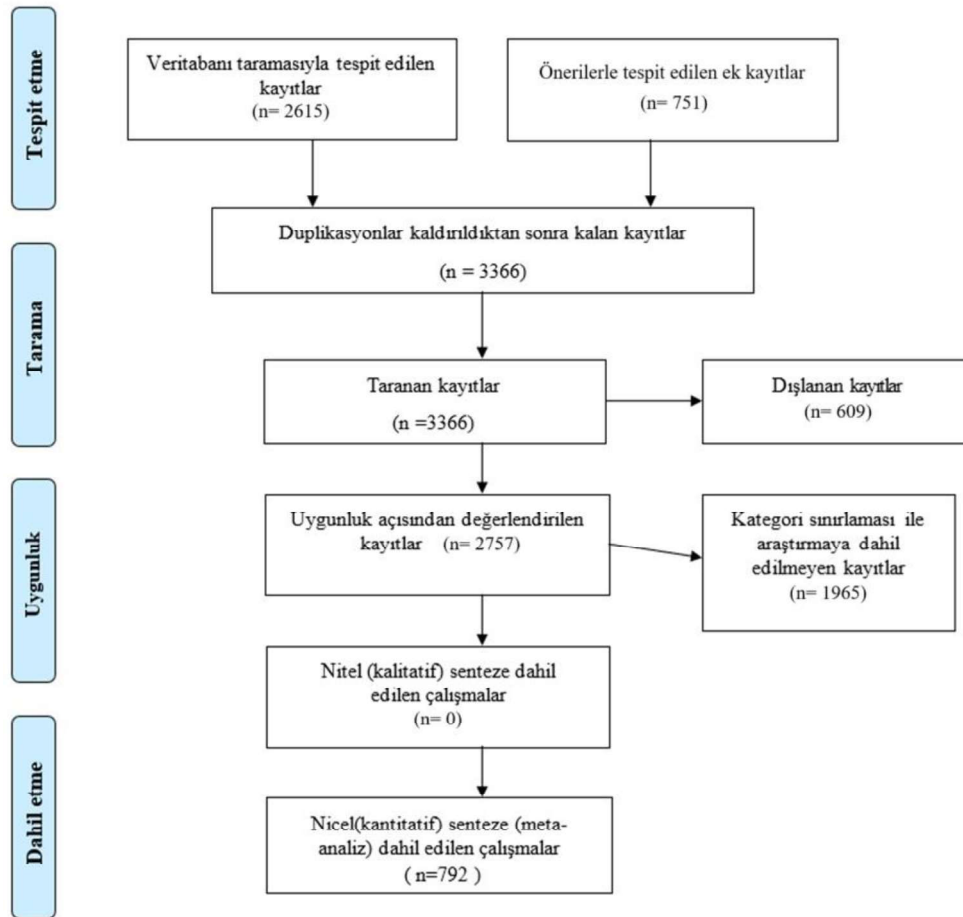 Tespit etme
Veritabanı taramasıyla tespit edilen
kayıtlar
(n= 2615)
Önerilerle tespit edilen ek kayıtlar
(n= 751)
Duplikasyonlar kaldırıldıktan sonra kalan kayıtlar
(n = 3366)
Tarama
Taranan kayıtlar
(n =3366)
Dışlanan kayıtlar
(n= 609)
Uygunluk
Uygunluk açısından değerlendirilen
kayıtlar (n= 2757)
Kategori sınırlaması ile
araştırmaya dahil
edilmeyen kayıtlar
(n= 1965)
Nitel (kalitatif) senteze dahil
edilen çalışmalar
(n= 0)
Dahil etme
Nicel(kantitatif) senteze (meta-
analiz) dahil edilen çalışmalar
( n=792 )